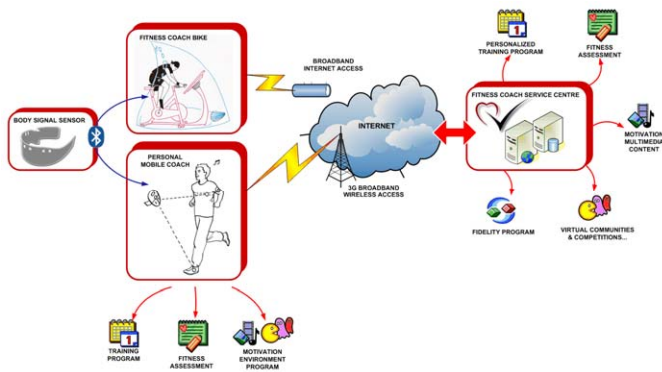 PERSONALIZED
TRAINING PROGRAM
FITNESS
ASSESSMENT
FITNESS COACH BIKE
BROADBAND
INTERNET ACCESS
FITNESS COACH SERVICE CENTRE
BODY SIGNAL SENSOR
INTERNET
MOTIVATION
MULTIMEDIA
CONTENT
PERSONAL
MOBILE COACH
3G BROADBAND
WIRELESS ACCESS
FIDELITY PROGRAM
VIRTUAL COMMUNITIES
& COMPETITIONS...
1
1
TRAINING
PROGRAM
FITNESS
ASSESSMENT
MOTIVATION
ENVIRONMENT
PROGRAM